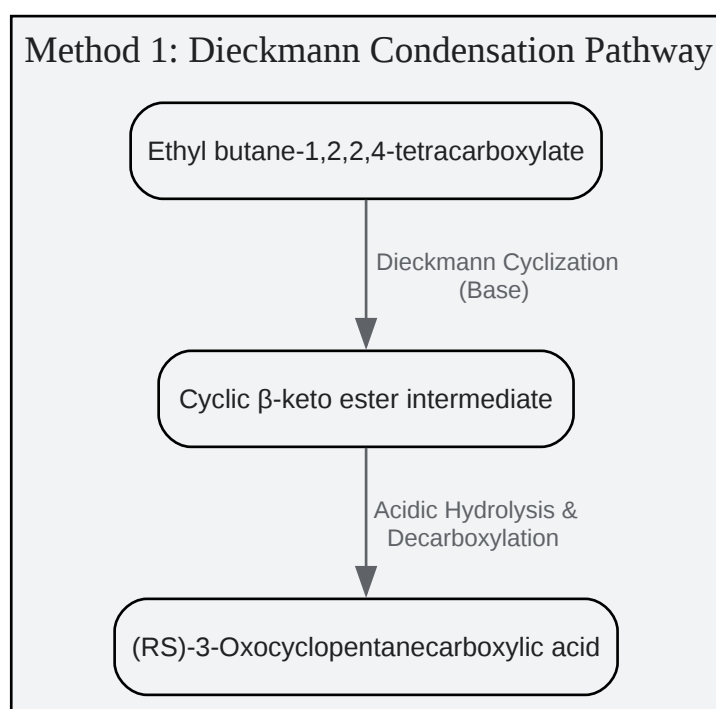 Method 1: Dieckmann Condensation Pathway
Ethyl butane-1,2,2,4-tetracarboxylate
Dieckmann Cyclization
(Base)
Cyclic β-keto ester intermediate
Acidic Hydrolysis &
Decarboxylation
(RS)-3-Oxocyclopentanecarboxylic acid